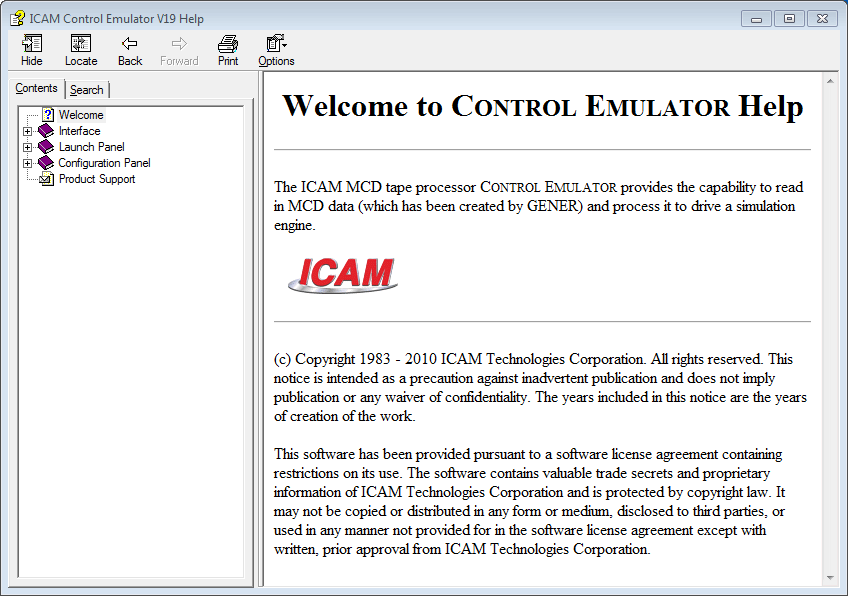 ICAM Control Emulator V19 Help
Hide Locate Back Forward Print Options
Contents Search
Welcome
Interface
Launch Panel
Configuration Panel
Product Support
Welcome to CONTROL EMULATOR Help
The ICAM MCD tape processor CONTROL EMULATOR provides the capability to read
in MCD data (which has been created by GENER) and process it to drive a simulation
engine.
ICAM
(c) Copyright 1983 - 2010 ICAM Technologies Corporation. All rights reserved. This
notice is intended as a precaution against inadvertent publication and does not imply
publication or any waiver of confidentiality. The years included in this notice are the years
of creation of the work.
This software has been provided pursuant to a software license agreement containing
restrictions on its use. The software contains valuable trade secrets and proprietary
information of ICAM Technologies Corporation and is protected by copyright law. It
may not be copied or distributed in any form or medium, disclosed to third parties, or
used in any manner not provided for in the software license agreement except with
written, prior approval from ICAM Technologies Corporation.